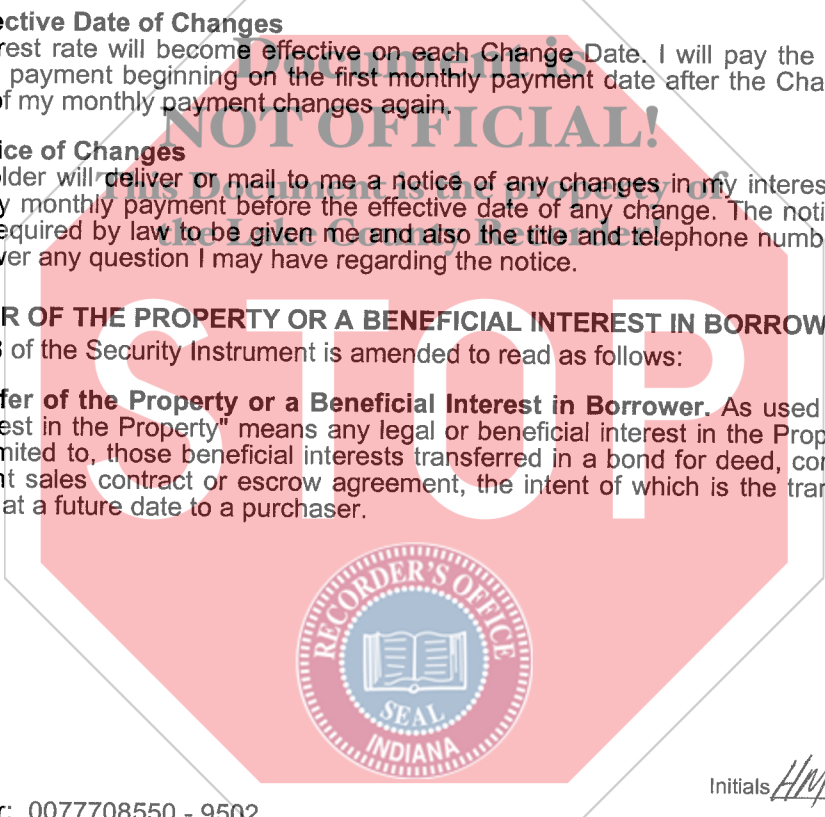 ective Date of Changes
rest rate will become effective on each Change Date. I will pay the
payment beginning on the first monthly payment date after the Cha
of my monthly payment changes again.
ice of Changes
lder will deliver or mail to me a notice of any changes in my interes
y monthly payment before the effective date of any change. The noti
equired by law to be given me and also the title and telephone numb
ver any question I may have regarding the notice.
R OF THE PROPERTY OR A BENEFICIAL INTEREST IN BORROW
of the Security Instrument is amended to read as follows:
fer of the Property or a Beneficial Interest in Borrower. As used
est in the Property" means any legal or beneficial interest in the Prop
mited to, those beneficial interests transferred in a bond for deed, con
nt sales contract or escrow agreement, the intent of which is the tran
at a future date to a purchaser.
Document is
NOT OFFICIAL!
This Document is the property of
the Lake County Recorder!
STOP
RECORDER'S OFFICE
SEAL
INDIANA
Initials HM
r: 0077708550 - 9502